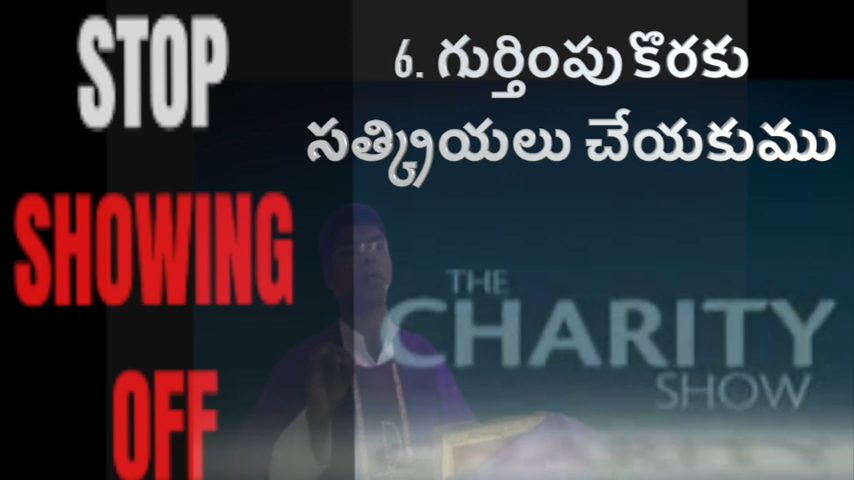 STOP
SHOWING
OFF
6. గుర్తింపు కొరకు
సత్క్రియలు చేయకుము
THE
CHARITY
SHOW